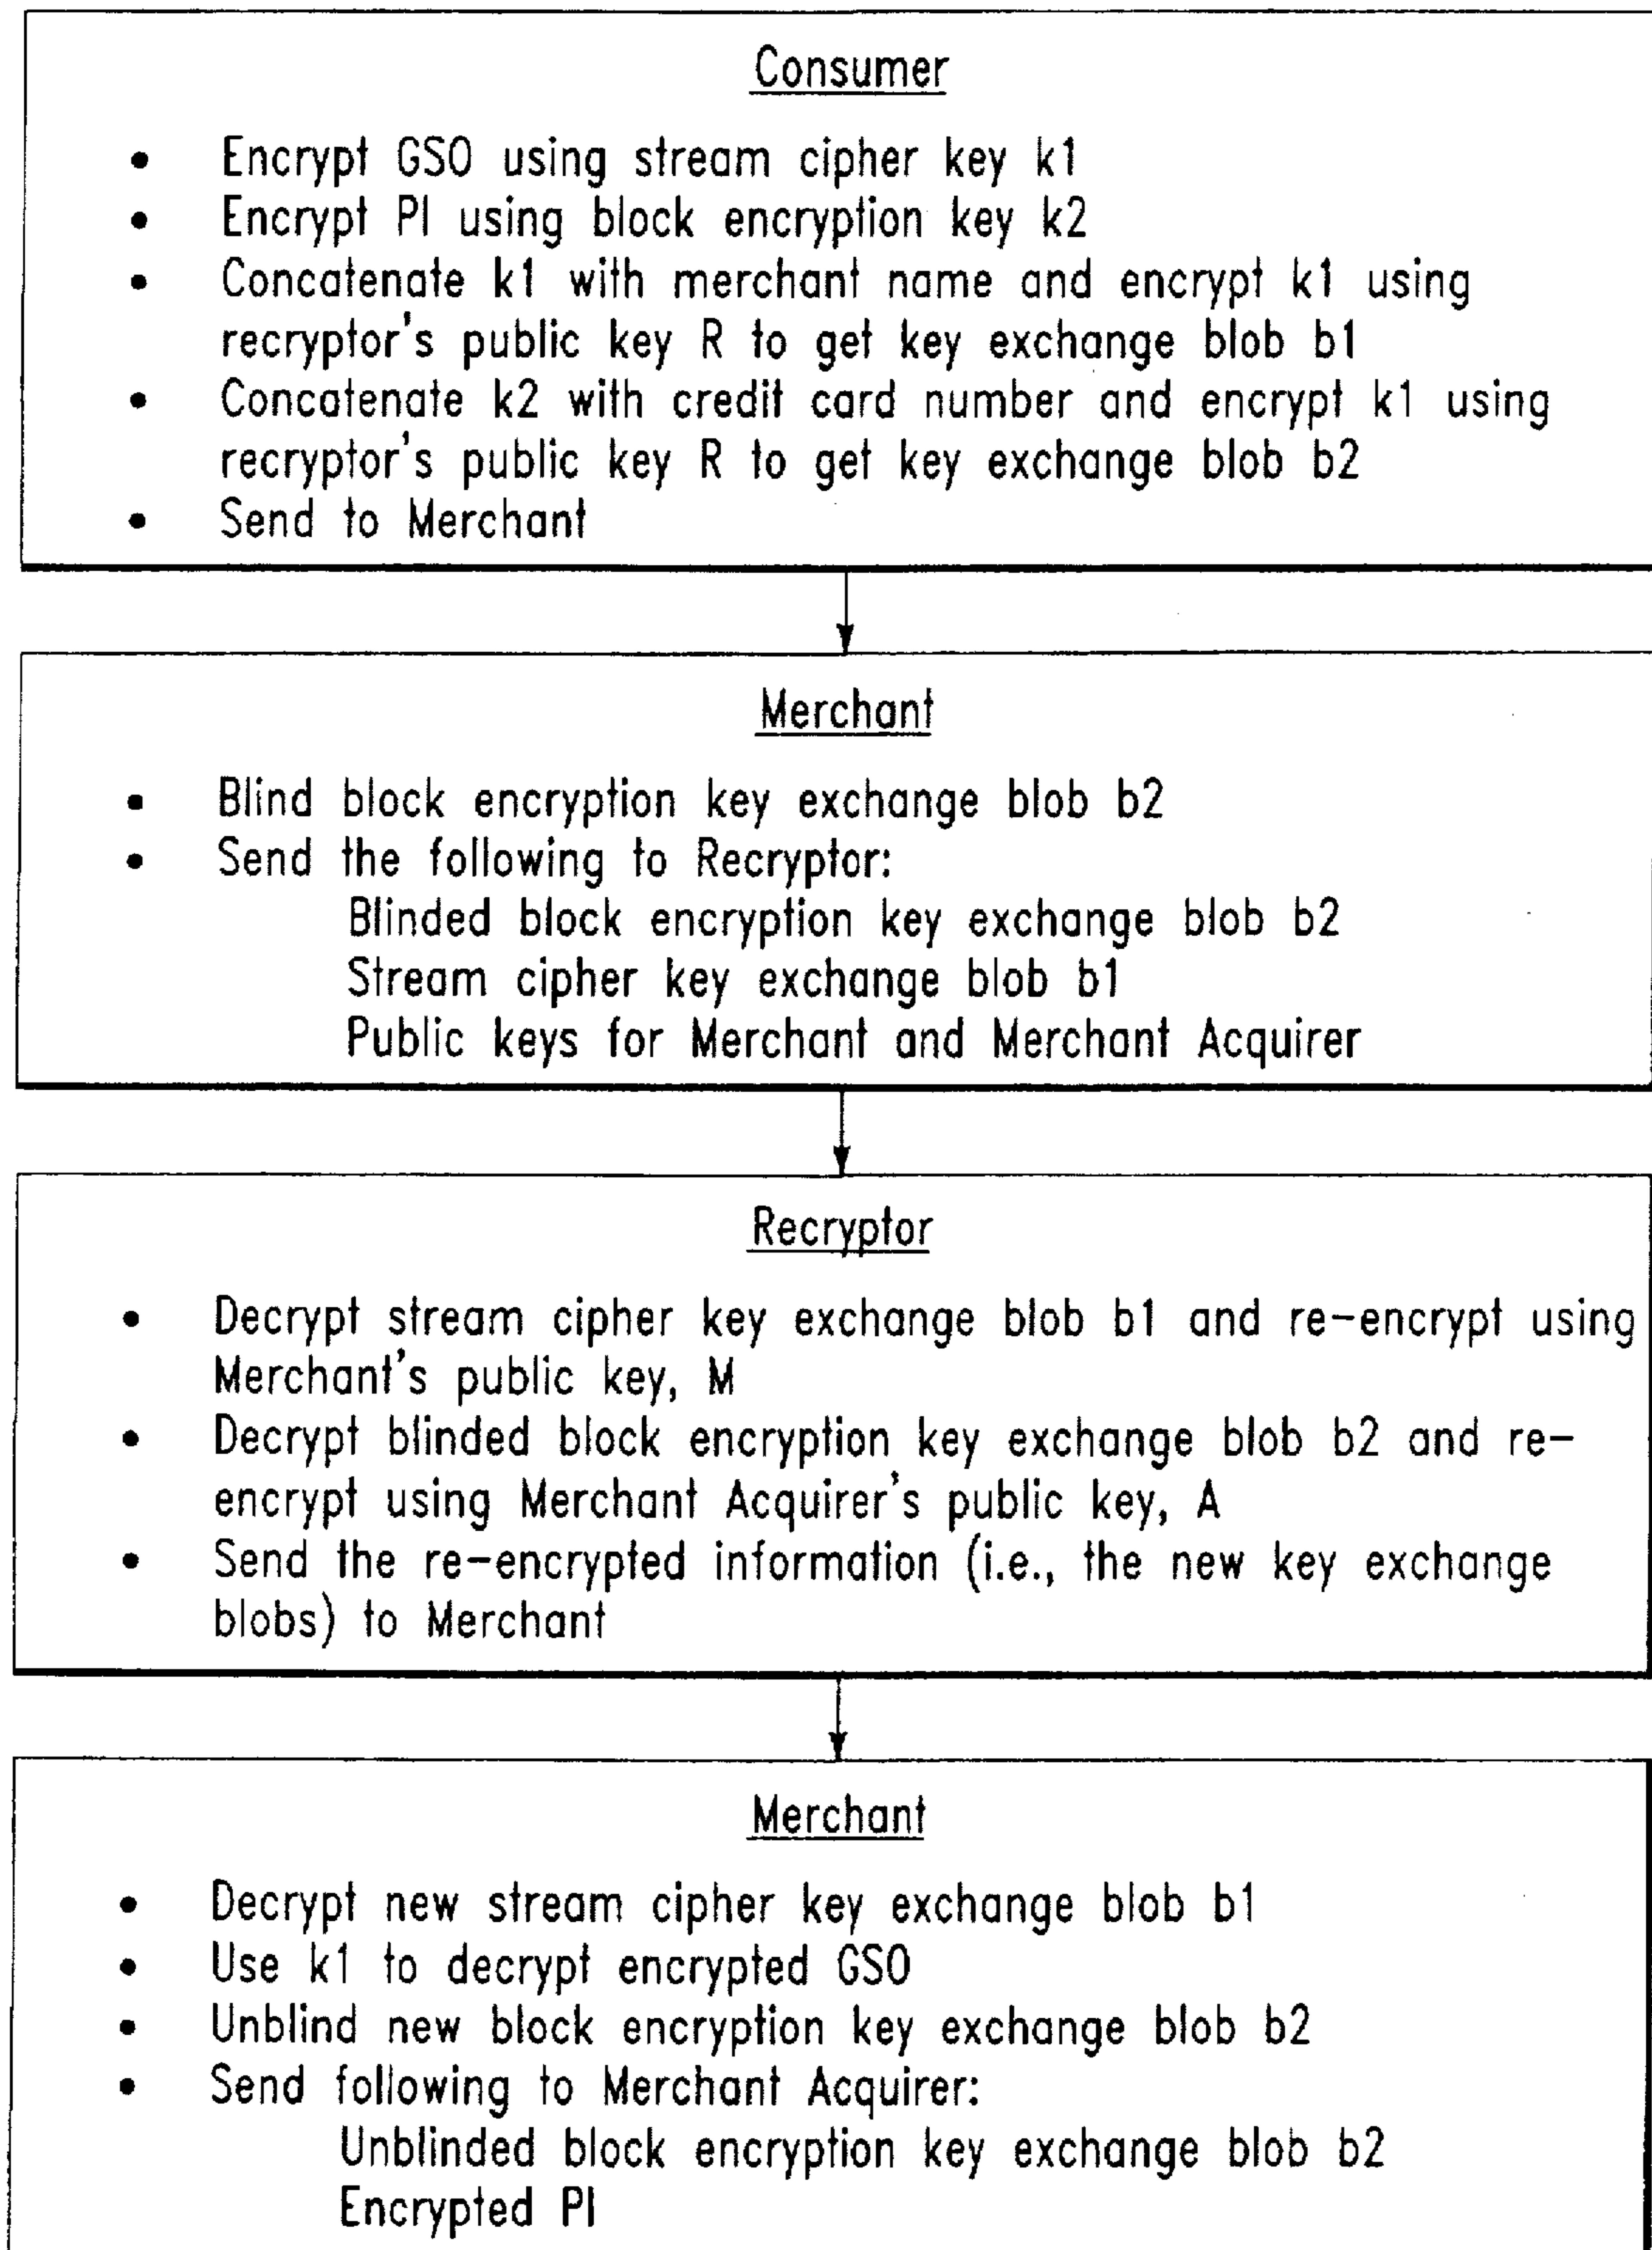 Consumer
• Encrypt GSO using stream cipher key k1
• Encrypt PI using block encryption key k2
• Concatenate k1 with merchant name and encrypt k1 using
recryptor's public key R to get key exchange blob b1
• Concatenate k2 with credit card number and encrypt k1 using
recryptor's public key R to get key exchange blob b2
• Send to Merchant
Merchant
• Blind block encryption key exchange blob b2
• Send the following to Recryptor:
Blinded block encryption key exchange blob b2
Stream cipher key exchange blob b1
Public keys for Merchant and Merchant Acquirer
Recryptor
• Decrypt stream cipher key exchange blob b1 and re-encrypt using
Merchant's public key, M
• Decrypt blinded block encryption key exchange blob b2 and re-
encrypt using Merchant Acquirer's public key, A
• Send the re-encrypted information (i.e., the new key exchange
blobs) to Merchant
Merchant
• Decrypt new stream cipher key exchange blob b1
• Use k1 to decrypt encrypted GSO
• Unblind new block encryption key exchange blob b2
• Send following to Merchant Acquirer:
Unblinded block encryption key exchange blob b2
Encrypted PI